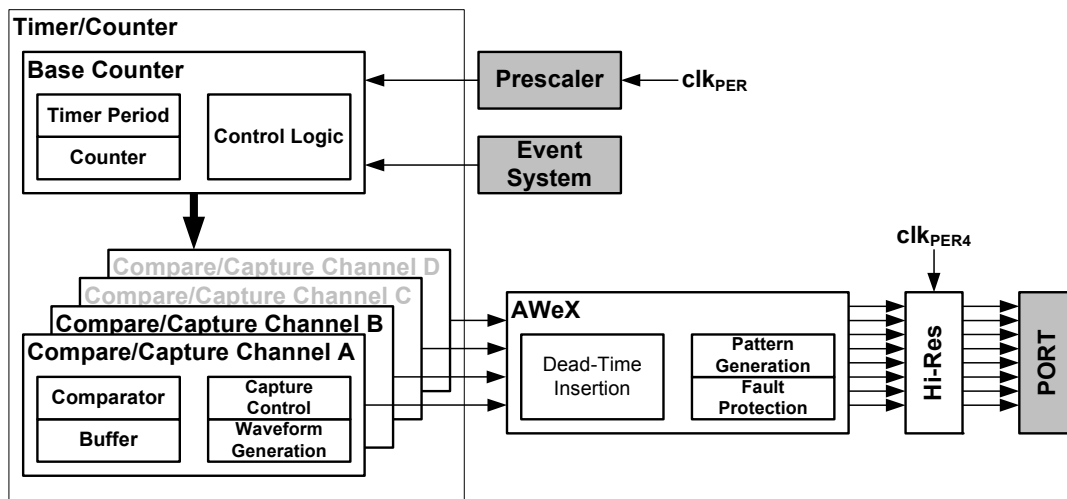 Timer/Counter
Base Counter
Timer Period
Counter
Control Logic
Prescaler
clkPER
Event
System
Compare/Capture Channel D
Compare/Capture Channel C
Compare/Capture Channel B
Compare/Capture Channel A
Comparator
Buffer
Capture
Control
Waveform
Generation
AWeX
Dead-Time
Insertion
Pattern
Generation
Fault
Protection
clkPER4
Hi-Res
PORT